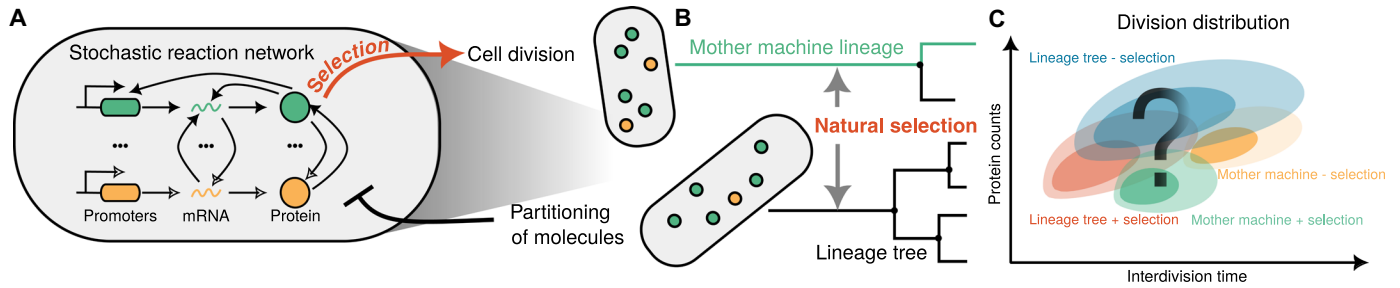 A
Stochastic reaction network
Selection
Cell division
...
...
...
Promoters
mRNA
Protein
Partitioning
of molecules
B
Mother machine lineage
Natural selection
Lineage tree
C
Division distribution
Lineage tree - selection
?
Protein counts
Mother machine - selection
Lineage tree + selection
Mother machine + selection
Interdivision time